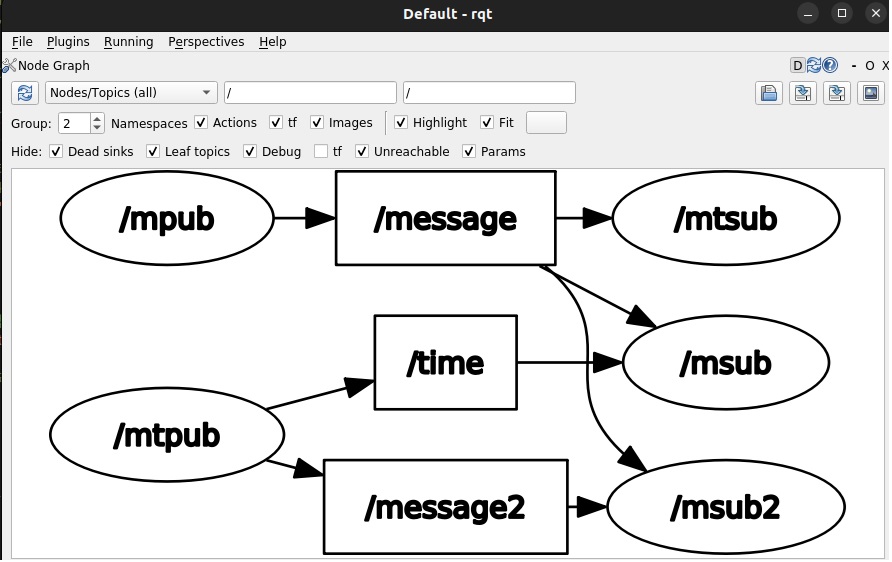 Default - rqt
File Plugins Running Perspectives Help
Node Graph D - O X
Nodes/Topics (all) / /
Group: 2 Namespaces Actions tf Images Highlight Fit
Hide: Dead sinks Leaf topics Debug tf Unreachable Params
/mpub /message /mtsub
/time /msub
/mtpub
/message2 /msub2